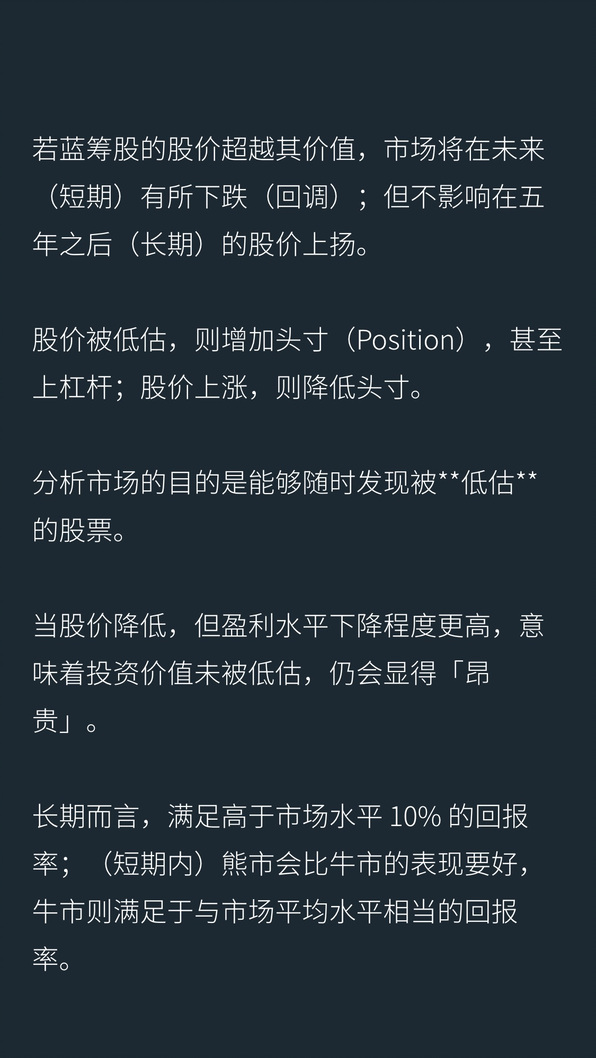 若蓝筹股的股价超越其价值，市场将在未来
（短期）有所下跌（回调）；但不影响在五
年之后（长期）的股价上扬。
股价被低估，则增加头寸（Position），甚至
上杠杆；股价上涨，则降低头寸。
分析市场的目的是能够随时发现被**低估**
的股票。
当股价降低，但盈利水平下降程度更高，意
味着投资价值未被低估，仍会显得「昂
贵」。
长期而言，满足高于市场水平 10% 的回报
率；（短期内）熊市会比牛市的表现要好，
牛市则满足于与市场平均水平相当的回报
率。